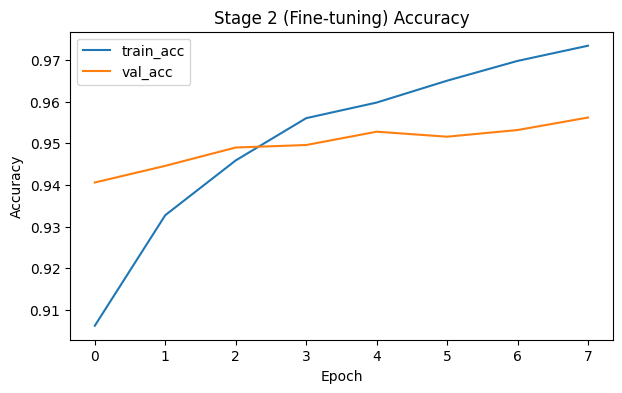 Stage 2 (Fine-tuning) Accuracy
train_acc
val_acc
0.97
0.96
0.95
0.94
0.93
0.92
0.91
Accuracy
0 1 2 3 4 5 6 7
Epoch